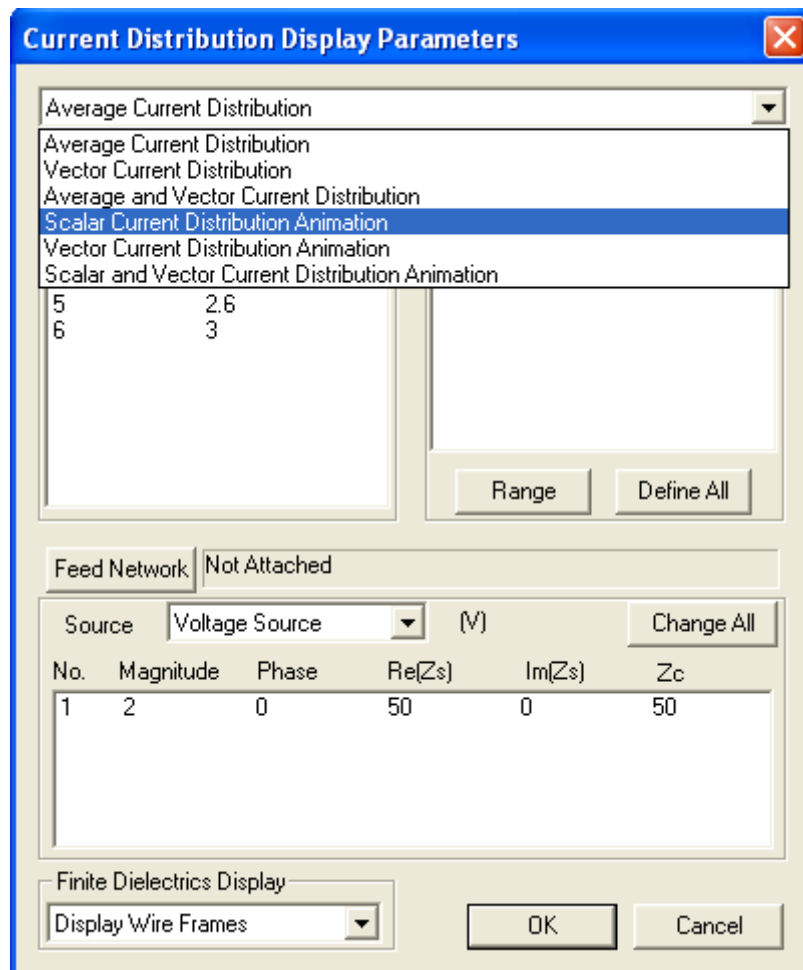 Current Distribution Display Parameters
Average Current Distribution
Average Current Distribution
Vector Current Distribution
Average and Vector Current Distribution
Scalar Current Distribution Animation
Vector Current Distribution Animation
Scalar and Vector Current Distribution Animation
5 2.6
6 3
Range Define All
Feed Network Not Attached
Source Voltage Source (V) Change All
No. Magnitude Phase Re(Zs) Im(Zs) Zc
1 2 0 50 0 50
Finite Dielectrics Display
Display Wire Frames OK Cancel